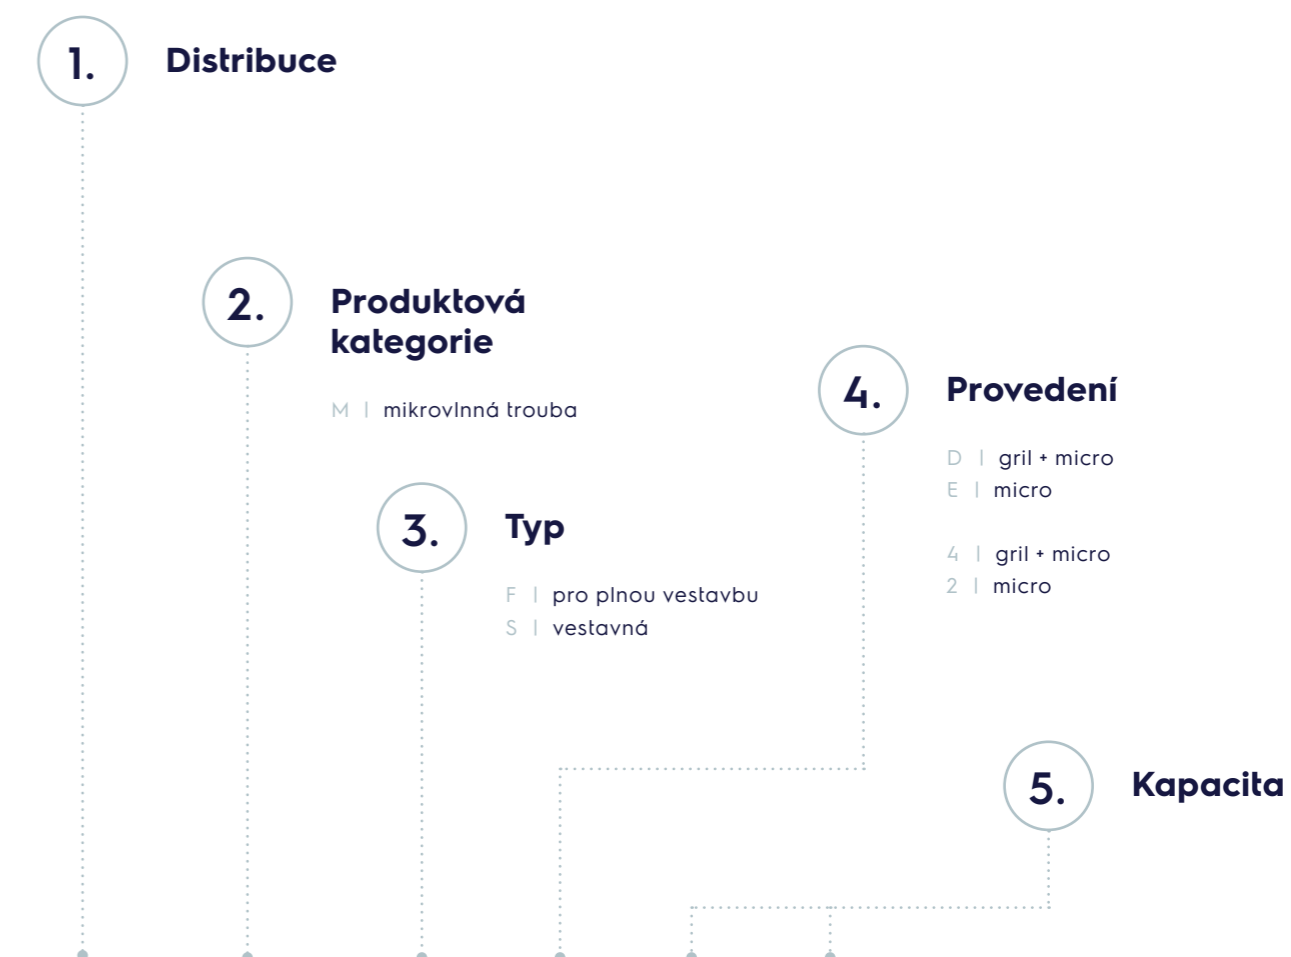 1. Distribuce
2. Produktová
kategorie
M | mikrovlnná trouba
3. Typ
F | pro plnou vestavbu
S | vestavná
4. Provedení
D | gril + micro
E | micro
4 | gril + micro
2 | micro
5. Kapacita